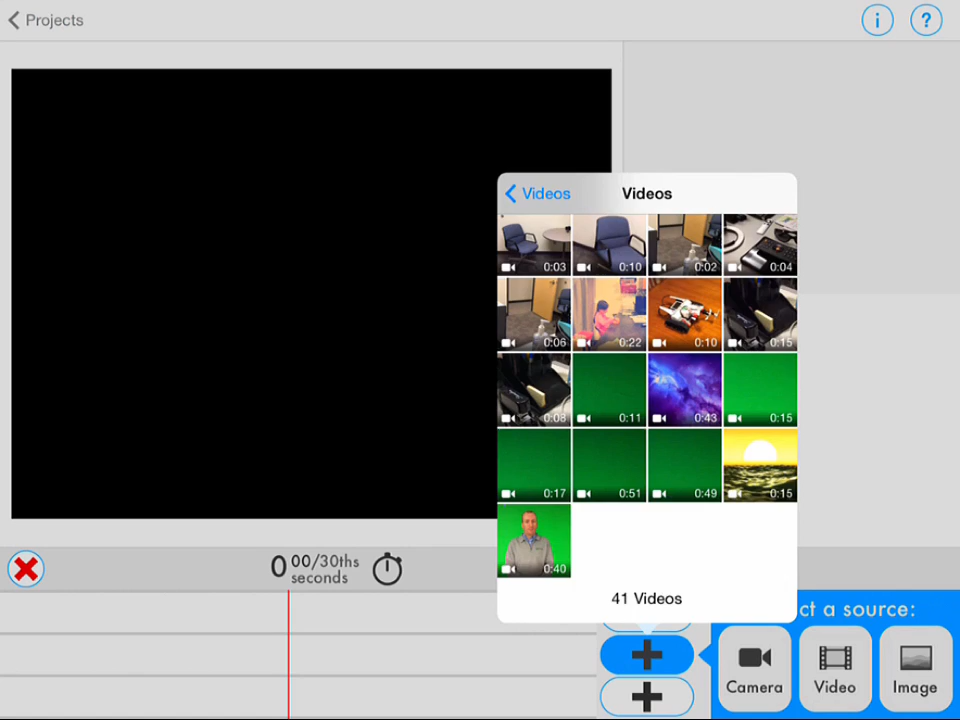 Projects
i
?
Videos
Videos
0:03
0:10
0:02
0:04
0:06
0:22
0:10
0:15
0:08
0:11
0:43
0:15
0:17
0:51
0:49
0:15
0:40
41 Videos
0 00/30ths
seconds
ct a source:
Camera
Video
Image